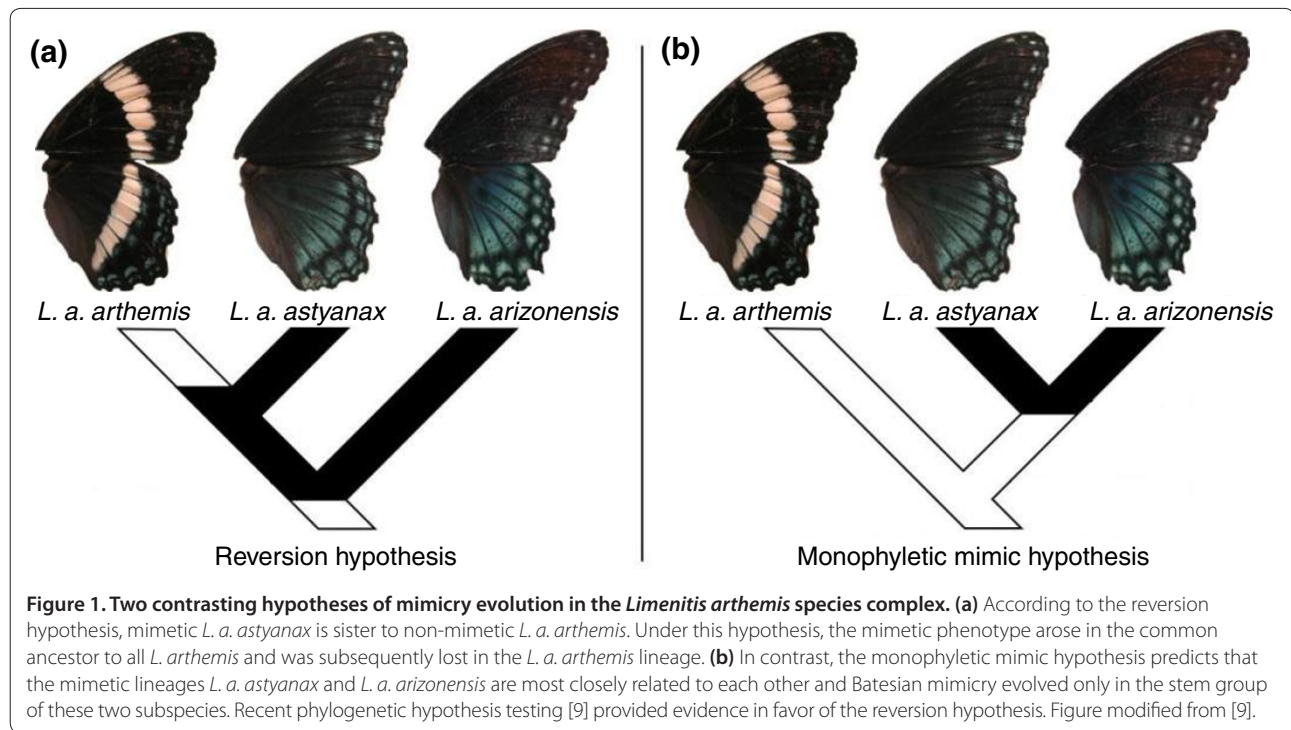 (a)
(b)
L. a. arthemis L. a. astyanax L. a. arizonensis
L. a. arthemis L. a. astyanax L. a. arizonensis
Reversion hypothesis
Monophyletic mimic hypothesis
Figure 1. Two contrasting hypotheses of mimicry evolution in the Limenitis arthemis species complex. (a) According to the reversion
hypothesis, mimetic L. a. astyanax is sister to non-mimetic L. a. arthemis. Under this hypothesis, the mimetic phenotype arose in the common
ancestor to all L. arthemis and was subsequently lost in the L. a. arthemis lineage. (b) In contrast, the monophyletic mimic hypothesis predicts that
the mimetic lineages L. a. astyanax and L. a. arizonensis are most closely related to each other and Batesian mimicry evolved only in the stem group
of these two subspecies. Recent phylogenetic hypothesis testing [9] provided evidence in favor of the reversion hypothesis. Figure modified from [9].